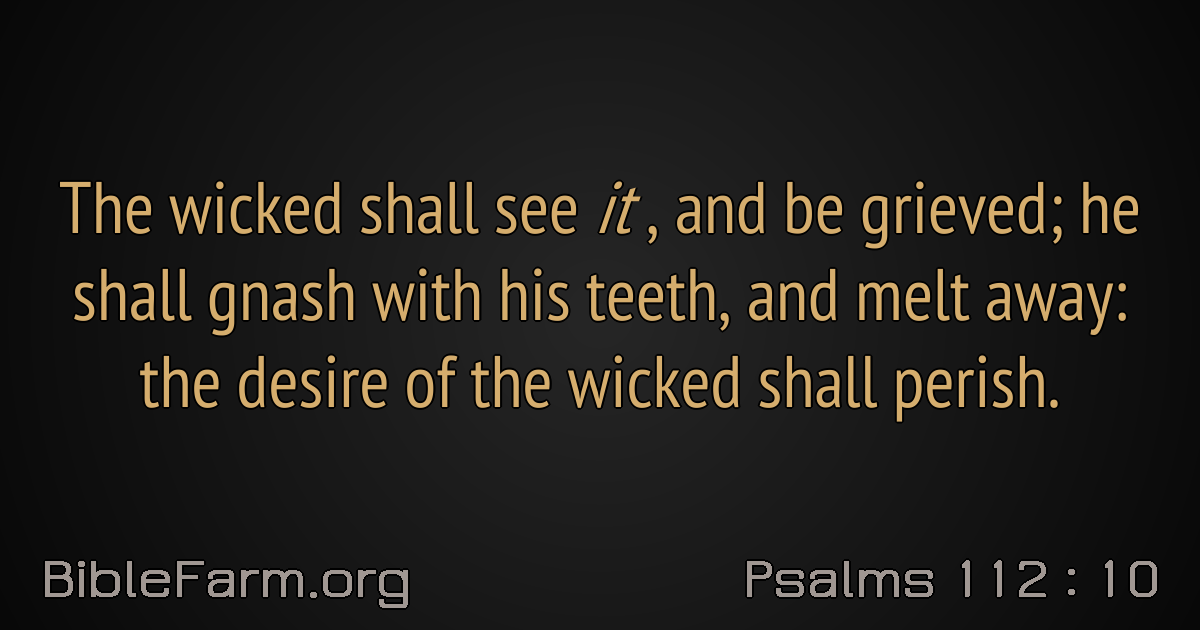 The wicked shall see it , and be grieved; he
shall gnash with his teeth, and melt away:
the desire of the wicked shall perish.
BibleFarm.org
Psalms 112 : 10